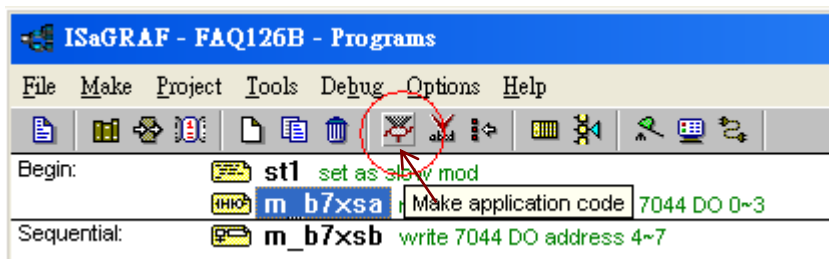 ISaGRAF - FAQ126B - Programs
File Make Project Tools Debug Options Help
Begin: st1 set as slow mod
m_b7xsa Make application code 7044 DO 0~3
Sequential: m_b7xsb write 7044 DO address 4~7